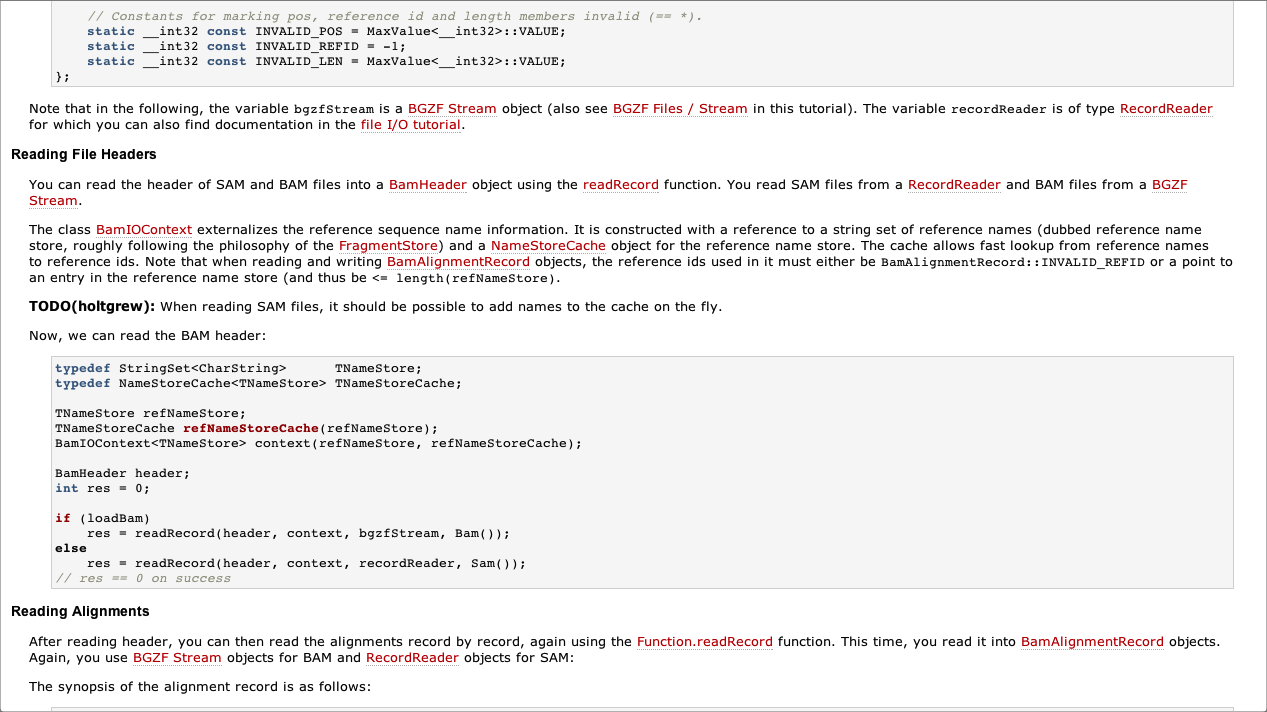 // Constants for marking pos, reference id and length members invalid (== *).
static __int32 const INVALID_POS = MaxValue<__int32>::VALUE;
static __int32 const INVALID_REFID = -1;
static __int32 const INVALID_LEN = MaxValue<__int32>::VALUE;
};
Note that in the following, the variable bgzfStream is a BGZF Stream object (also see BGZF Files / Stream in this tutorial). The variable recordReader is of type RecordReader
for which you can also find documentation in the file I/O tutorial.
Reading File Headers
You can read the header of SAM and BAM files into a BamHeader object using the readRecord function. You read SAM files from a RecordReader and BAM files from a BGZF
Stream.
The class BamIOContext externalizes the reference sequence name information. It is constructed with a reference to a string set of reference names (dubbed reference name
store, roughly following the philosophy of the FragmentStore) and a NameStoreCache object for the reference name store. The cache allows fast lookup from reference names
to reference ids. Note that when reading and writing BamAlignmentRecord objects, the reference ids used in it must either be BamAlignmentRecord::INVALID_REFID or a point to
an entry in the reference name store (and thus be <= length(refNameStore).
TODO(holtgrew): When reading SAM files, it should be possible to add names to the cache on the fly.
Now, we can read the BAM header:
typedef StringSet<CharString>      TNameStore;
typedef NameStoreCache<TNameStore> TNameStoreCache;
TNameStore refNameStore;
TNameStoreCache refNameStoreCache(refNameStore);
BamIOContext<TNameStore> context(refNameStore, refNameStoreCache);
BamHeader header;
int res = 0;
if (loadBam)
res = readRecord(header, context, bgzfStream, Bam());
else
res = readRecord(header, context, recordReader, Sam());
// res == 0 on success
Reading Alignments
After reading header, you can then read the alignments record by record, again using the Function.readRecord function. This time, you read it into BamAlignmentRecord objects.
Again, you use BGZF Stream objects for BAM and RecordReader objects for SAM:
The synopsis of the alignment record is as follows: